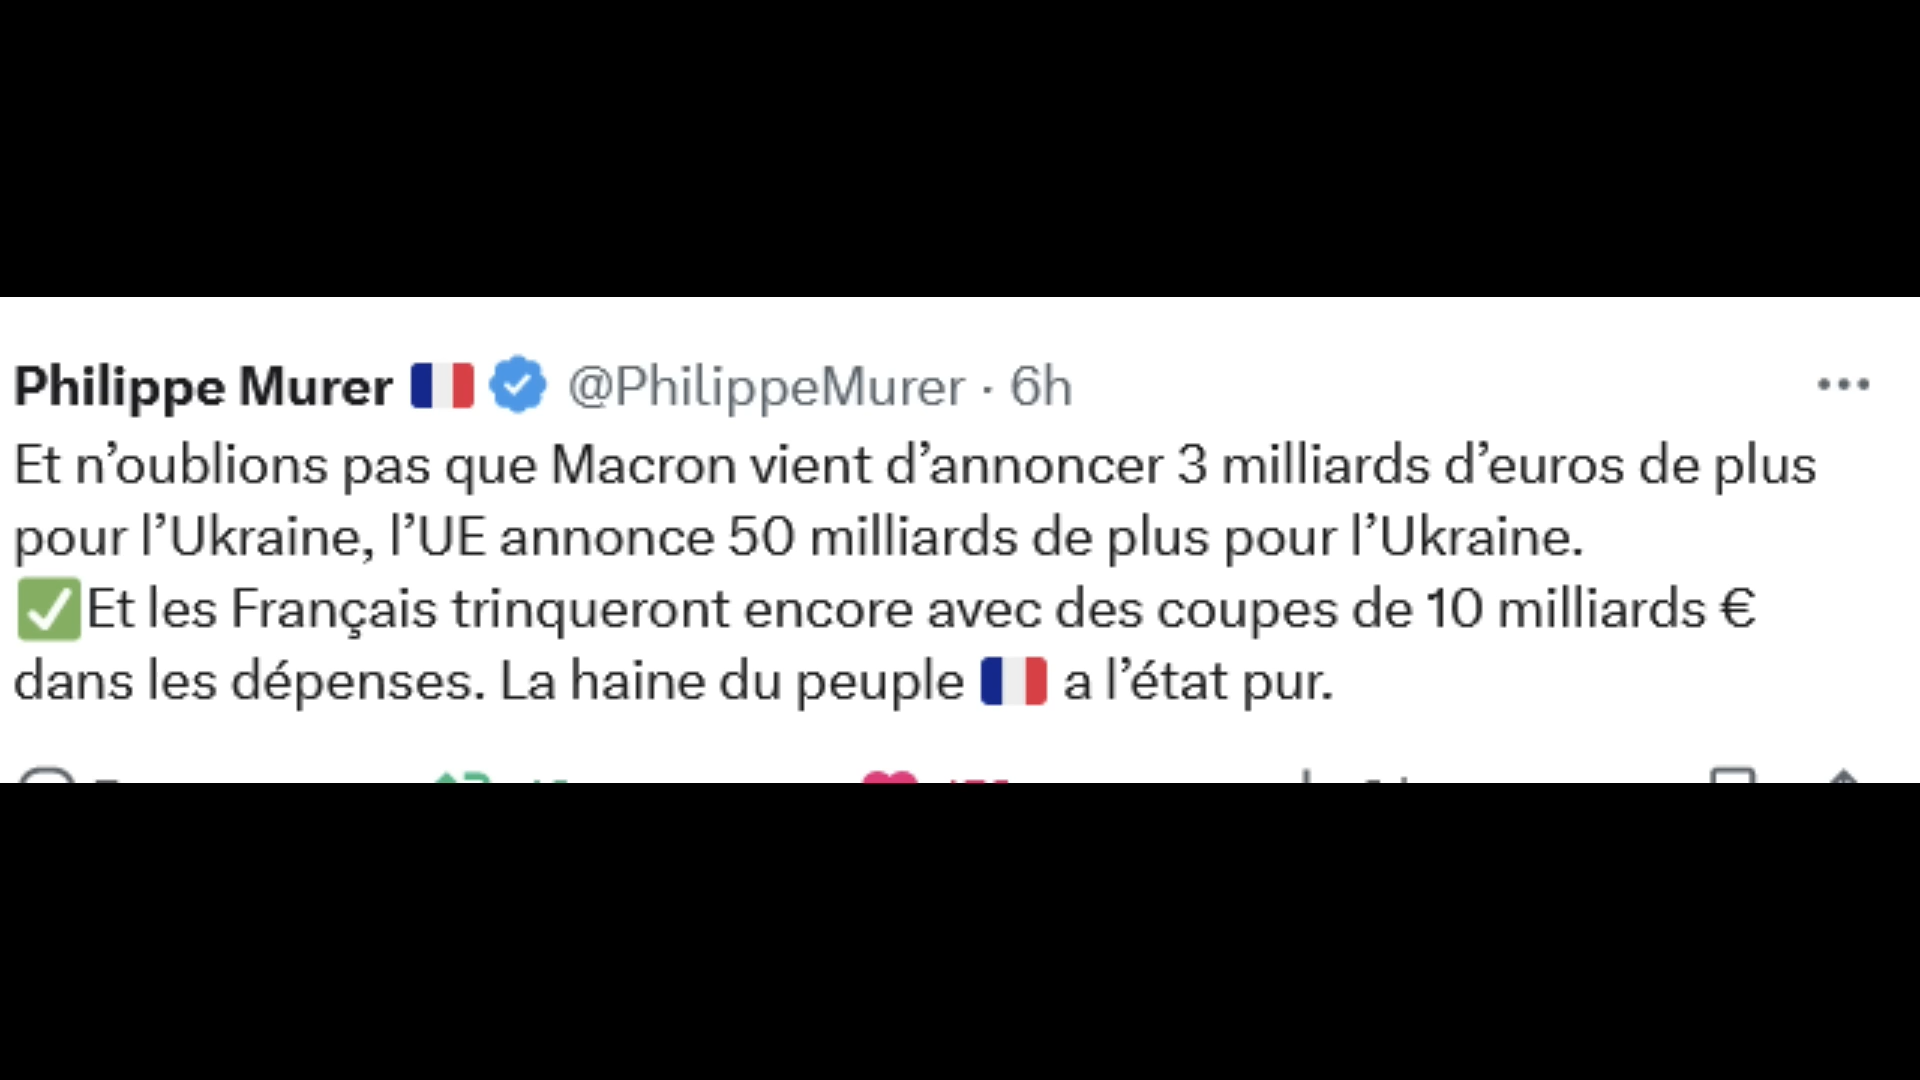 Philippe Murer 🇫🇷 @PhilippeMurer · 6h
Et n’oublions pas que Macron vient d’annoncer 3 milliards d’euros de plus
pour l’Ukraine, l’UE annonce 50 milliards de plus pour l’Ukraine.
✅Et les Français trinqueront encore avec des coupes de 10 milliards €
dans les dépenses. La haine du peuple 🇫🇷 a l’état pur.